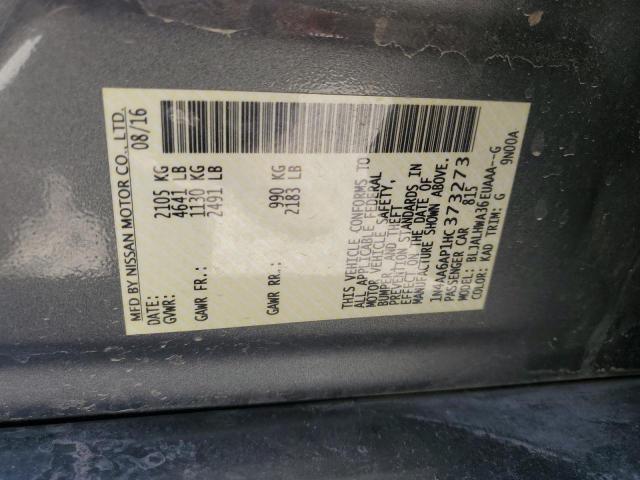 MFD BY NISSAN MOTOR CO., LTD.
DATE: 08/16
GVWR: 2105 KG
4641 LB
GAWR FR.: 1130 KG
2491 LB
GAWR RR.: 990 KG
2183 LB
THIS VEHICLE CONFORMS TO
ALL APPLICABLE FEDERAL
MOTOR VEHICLE SAFETY,
BUMPER, AND THEFT
PREVENTION STANDARDS IN
EFFECT ON THE DATE OF
MANUFACTURE SHOWN ABOVE.
1N4AA6AP1HC373273
PASSENGER CAR 815
MODEL: BLJALHWA36EUAAA--G
COLOR: KAD TRIM: G 9N00A